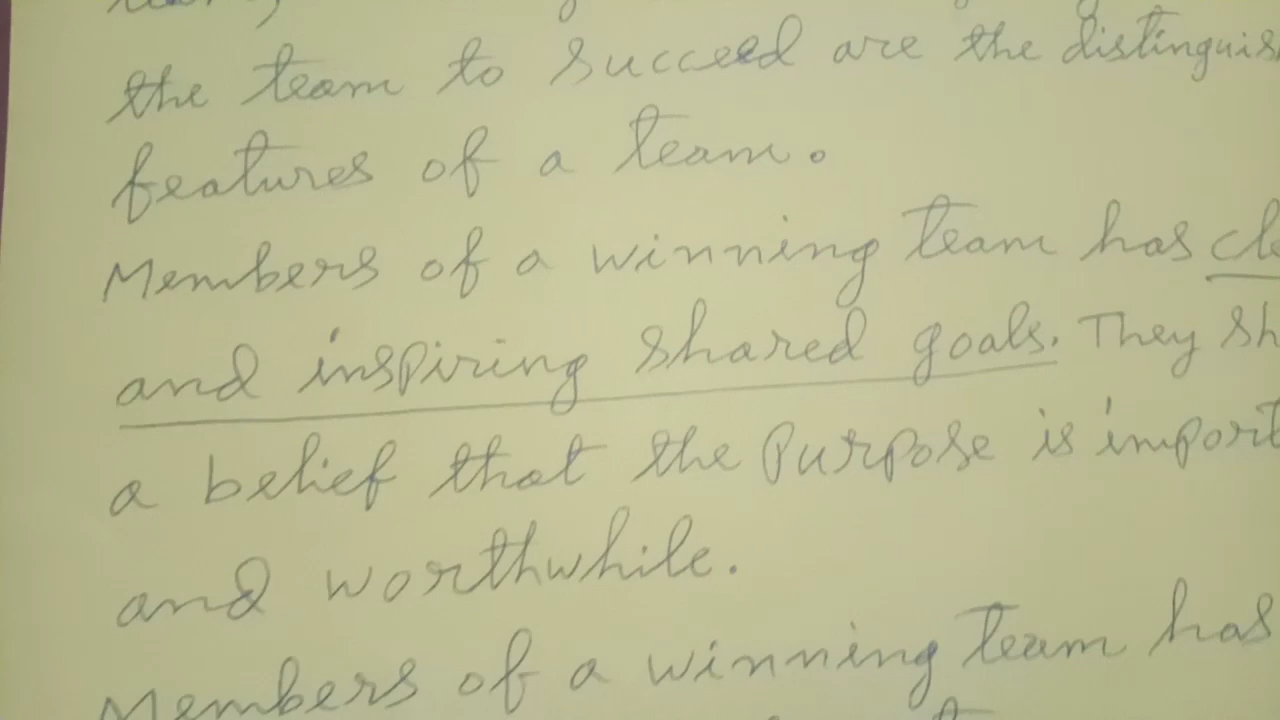 the team to succeed are the distinguis
features of a team.
Members of a winning team has cl
and inspiring shared goals. They sh
a belief that the purpose is import
and worthwhile.
Members of a winning team has